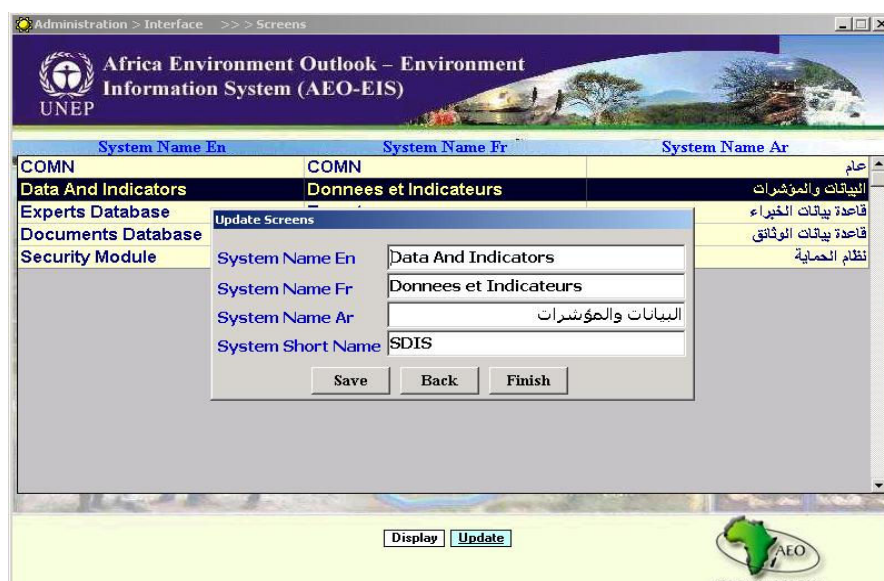 Administration > Interface >> > Screens
Africa Environment Outlook – Environment
Information System (AEO-EIS)
UNEP
System Name En System Name Fr System Name Ar
COMN COMN عام
Data And Indicators Donnees et Indicateurs البيانات والمؤشرات
Experts Database قاعدة بيانات الخبراء
Documents Database قاعدة بيانات الوثائق
Security Module نظام الحماية
Update Screens
System Name En Data And Indicators
System Name Fr Donnees et Indicateurs
System Name Ar البيانات والمؤشرات
System Short Name SDIS
Save Back Finish
Display Update
AEO